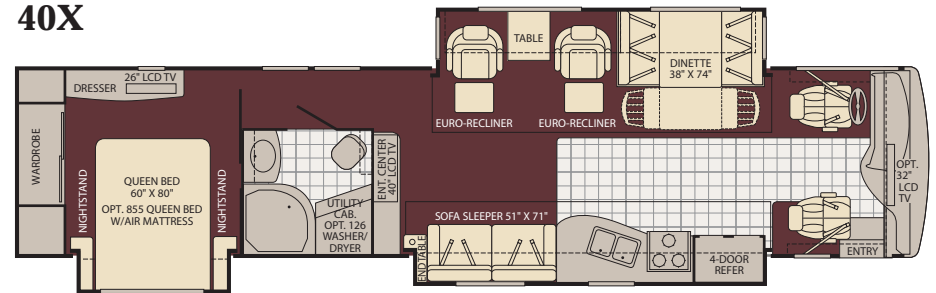 40X
26" LCD TV
DRESSER
WARDROBE
NIGHTSTAND
QUEEN BED
60" X 80"
OPT. 855 QUEEN BED
W/AIR MATTRESS
NIGHTSTAND
UTILITY
CAB.
OPT. 126
WASHER/
DRYER
ENT. CENTER
40" LCD TV
EURO-RECLINER
TABLE
EURO-RECLINER
DINETTE
38" X 74"
SOFA SLEEPER 51" X 71"
ENDTABLE
4-DOOR
REFER
ENTRY
OPT.
32"
LCD
TV